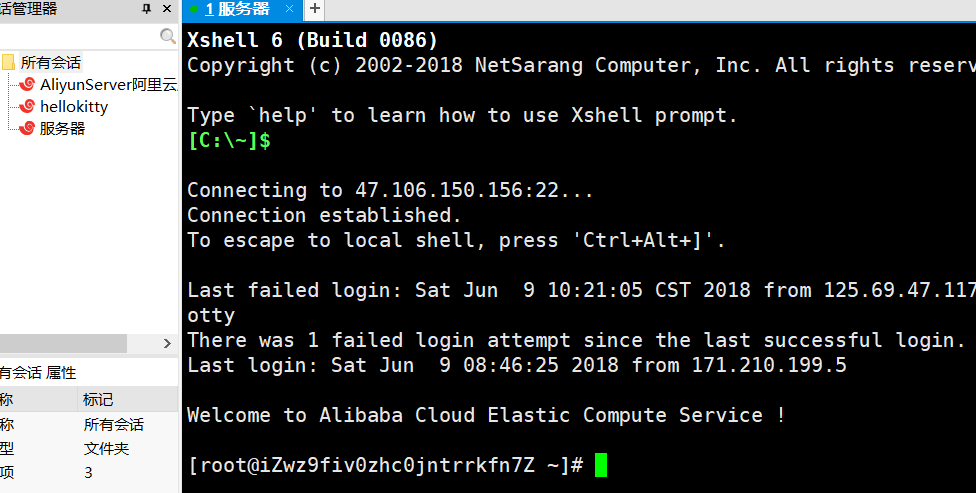 话管理器
1 服务器
所有会话
AliyunServer阿里云
hellokitty
服务器
有会话 属性
称 标记
称 所有会话
型 文件夹
项 3
Xshell 6 (Build 0086)
Copyright (c) 2002-2018 NetSarang Computer, Inc. All rights reserv
Type `help' to learn how to use Xshell prompt.
[C:\~]$
Connecting to 47.106.150.156:22...
Connection established.
To escape to local shell, press 'Ctrl+Alt+]'.
Last failed login: Sat Jun  9 10:21:05 CST 2018 from 125.69.47.117
otty
There was 1 failed login attempt since the last successful login.
Last login: Sat Jun  9 08:46:25 2018 from 171.210.199.5
Welcome to Alibaba Cloud Elastic Compute Service !
[root@iZwz9fiv0zhc0jntrrkfn7Z ~]#